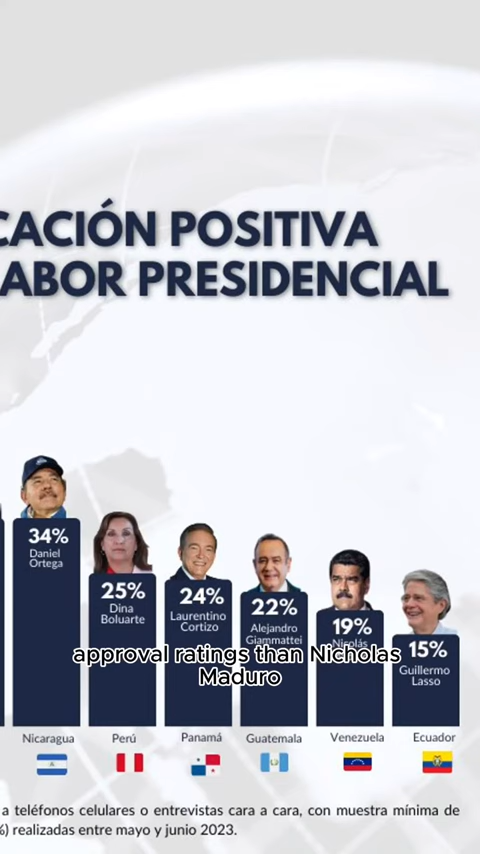 CACIÓN POSITIVA
ABOR PRESIDENCIAL
34%
Daniel
Ortega
25%
Dina
Boluarte
24%
Laurentino
Cortizo
22%
Alejandro
Giammattei
19%
Nicolás
15%
Guillermo
Lasso
approval ratings than Nicholas
Maduro
Nicaragua
Perú
Panamá
Guatemala
Venezuela
Ecuador
a teléfonos celulares o entrevistas cara a cara, con muestra mínima de
%) realizadas entre mayo y junio 2023.